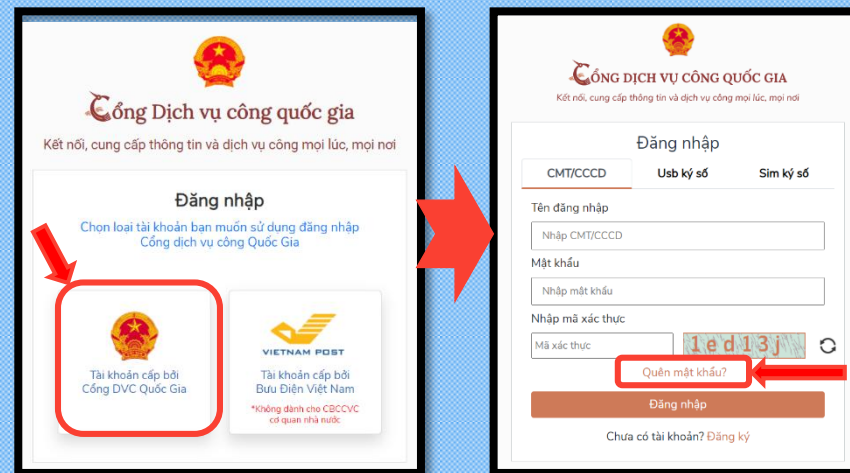 Cổng Dịch vụ công quốc gia
Kết nối, cung cấp thông tin và dịch vụ công mọi lúc, mọi nơi
Đăng nhập
Chọn loại tài khoản bạn muốn sử dụng đăng nhập
Cổng dịch vụ công Quốc Gia
Tài khoản cấp bởi
Cổng DVC Quốc Gia
VIETNAM POST
Tài khoản cấp bởi
Bưu Điện Việt Nam
*Không dành cho CBCCVC
cơ quan nhà nước
CỔNG DỊCH VỤ CÔNG QUỐC GIA
Kết nối, cung cấp thông tin và dịch vụ công mọi lúc, mọi nơi
Đăng nhập
CMT/CCCD Usb ký số Sim ký số
Tên đăng nhập
Nhập CMT/CCCD
Mật khẩu
Nhập mật khẩu
Nhập mã xác thực
Mã xác thực 1ed13j
Quên mật khẩu?
Đăng nhập
Chưa có tài khoản? Đăng ký